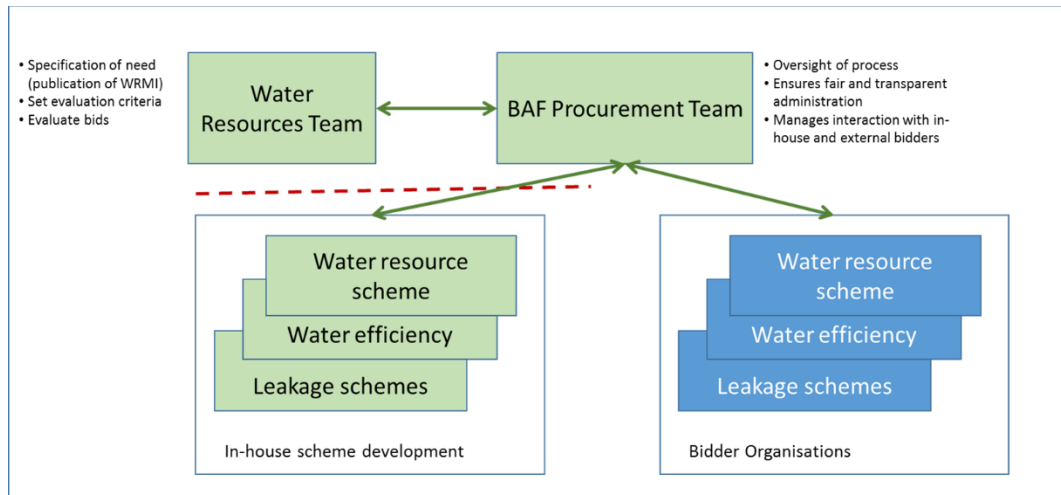 • Specification of need
(publication of WRMI)
• Set evaluation criteria
• Evaluate bids
Water
Resources Team
BAF Procurement Team
• Oversight of process
• Ensures fair and transparent
administration
• Manages interaction with in-
house and external bidders
Water resource
scheme
Water efficiency
Leakage schemes
In-house scheme development
Water resource
scheme
Water efficiency
Leakage schemes
Bidder Organisations